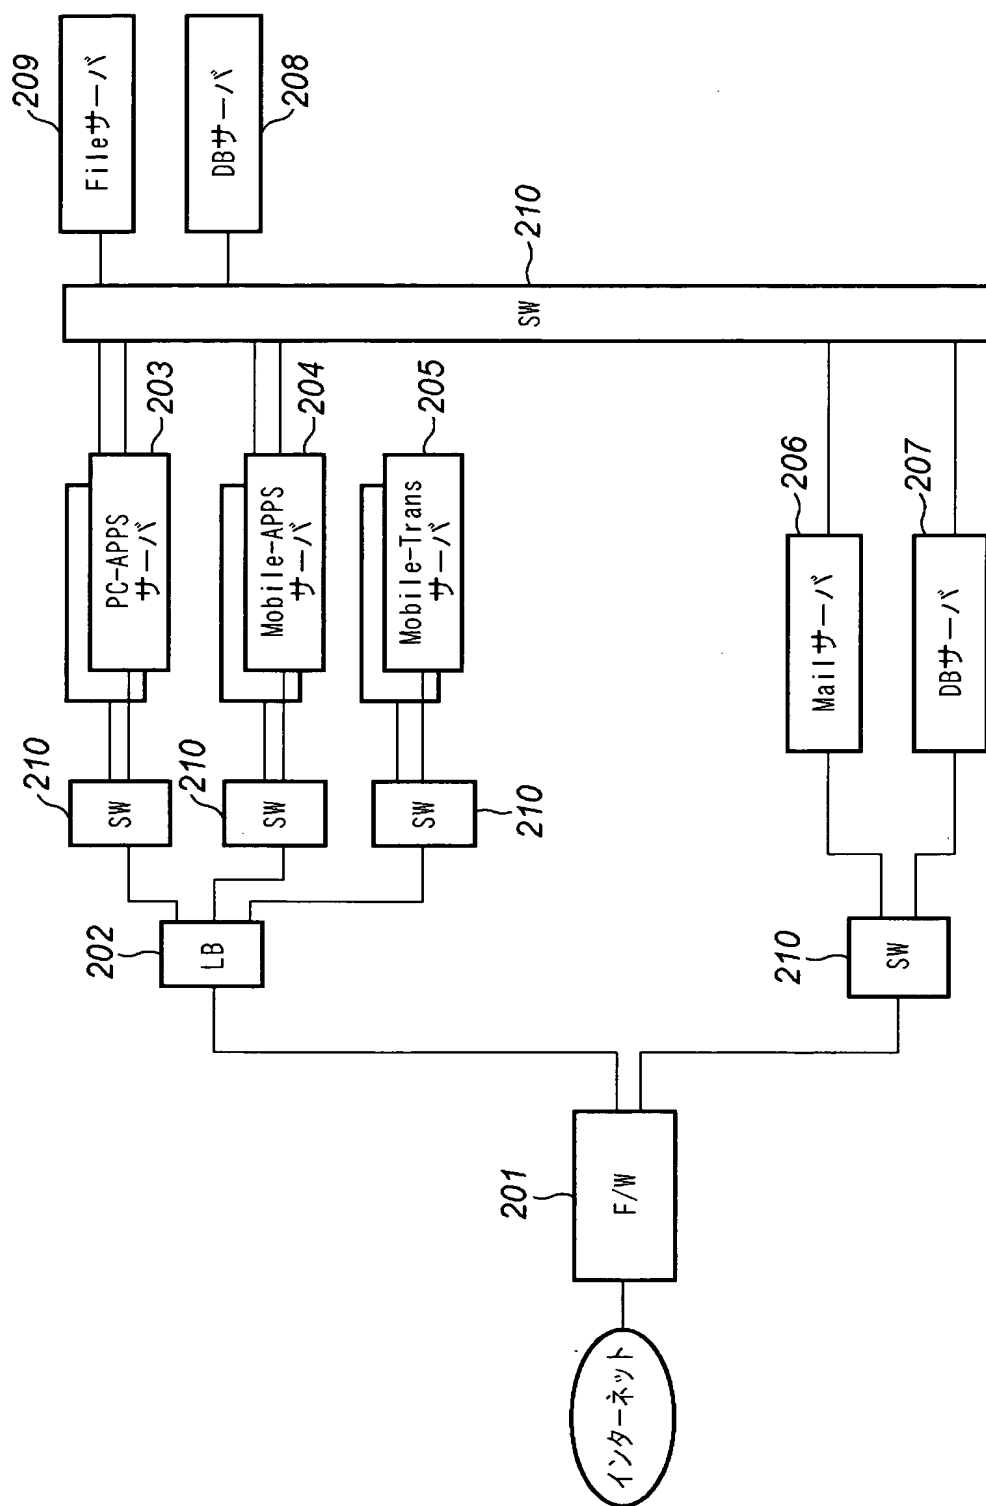 インターネット
201
F/W
202
LB
210
SW
210
SW
210
SW
PC-APPS
サーバ
203
Mobile-APPS
サーバ
204
Mobile-Trans
サーバ
205
210
SW
206
Mailサーバ
207
DBサーバ
210
SW
209
Fileサーバ
DBサーバ
208